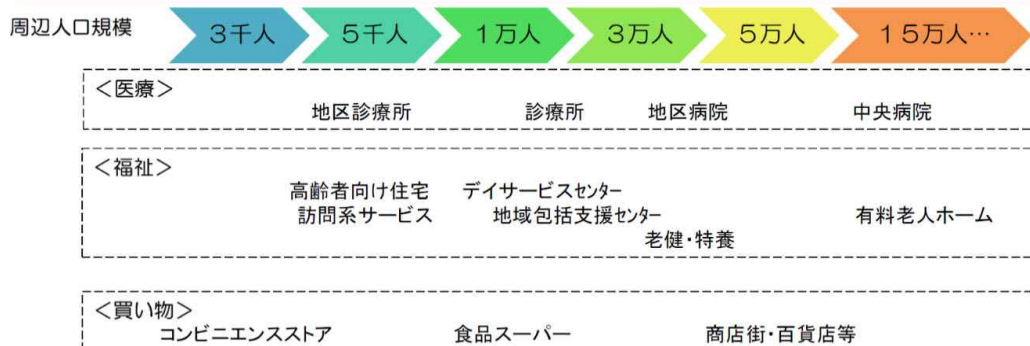 周辺人口規模 3千人 5千人 1万人 3万人 5万人 15万人…
<医療>
地区診療所 診療所 地区病院 中央病院
<福祉>
高齢者向け住宅 デイサービスセンター
訪問系サービス 地域包括支援センター 有料老人ホーム
老健・特養
<買い物>
コンビニエンスストア 食品スーパー 商店街・百貨店等